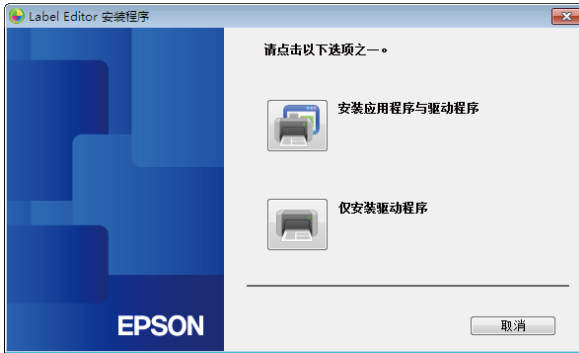 Label Editor 安装程序
请点击以下选项之一。
安装应用程序与驱动程序
仅安装驱动程序
EPSON
取消